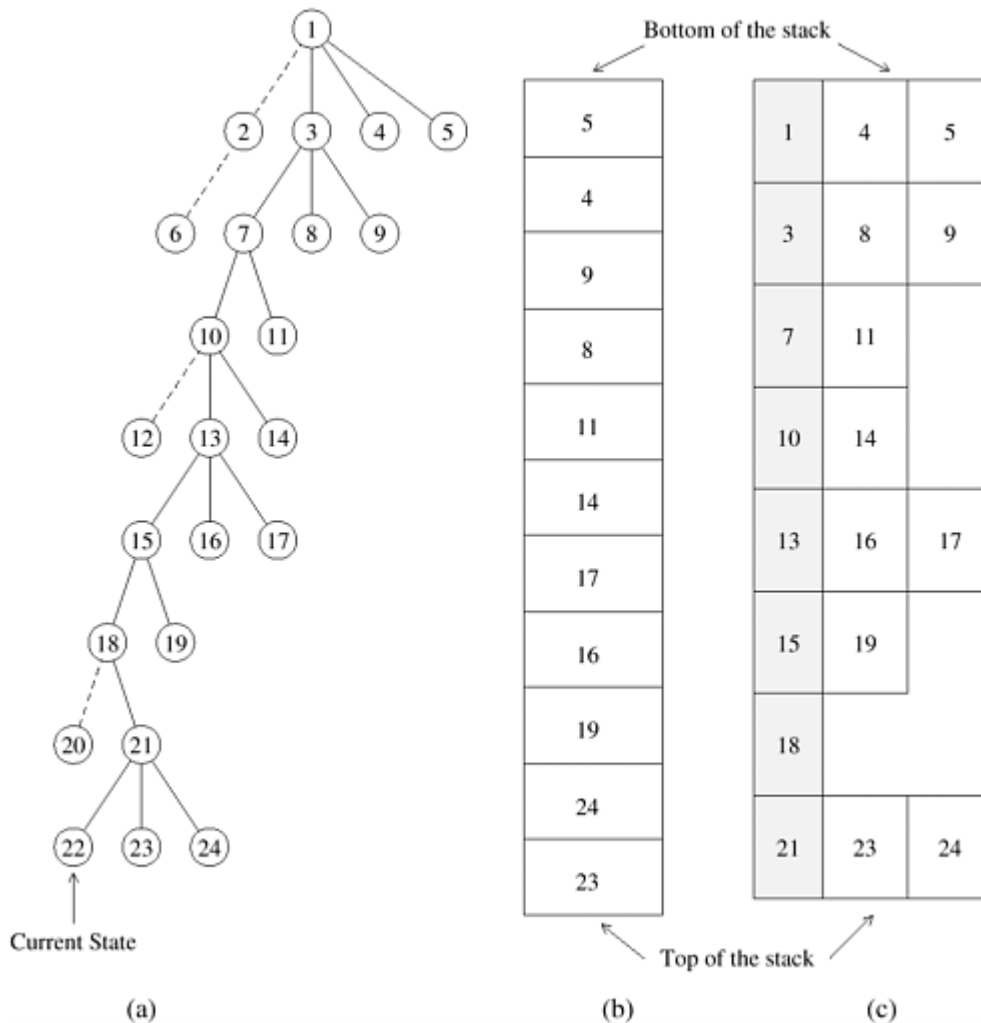 1
2 3 4 5
6 7 8 9
10 11
12 13 14
15 16 17
18 19
20 21
22 23 24
Current State
(a)
Bottom of the stack
5
4
9
8
11
14
17
16
19
24
23
1 4 5
3 8 9
7 11
10 14
13 16 17
15 19
18
21 23 24
Top of the stack
(b)
(c)